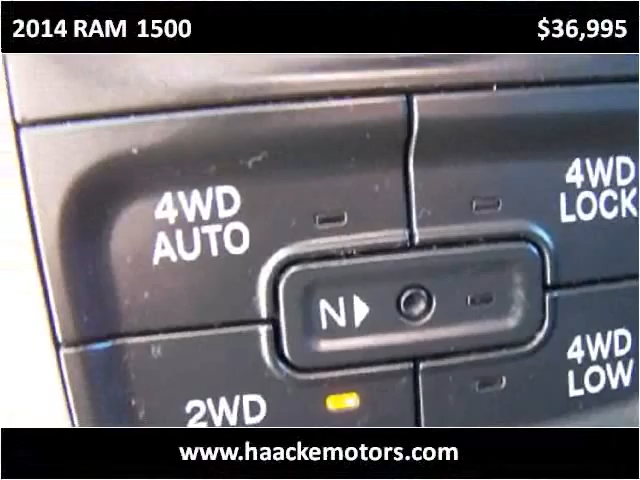 2014 RAM 1500 $36,995
4WD
AUTO
4WD
LOCK
N
2WD
4WD
LOW
www.haackemotors.com